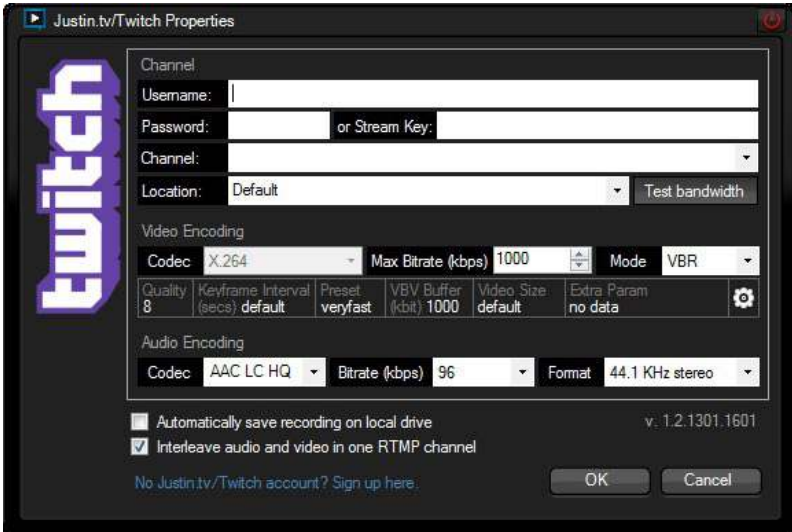 Justin.tv/Twitch Properties
twitch
Channel
Username:
Password: or Stream Key:
Channel:
Location: Default Test bandwidth
Video Encoding
Codec X.264 Max Bitrate (kbps) 1000 Mode VBR
Quality Keyframe Interval Preset VBV Buffer Video Size Extra Param
8 (secs) default veryfast (kbit) 1000 default no data
Audio Encoding
Codec AAC LC HQ Bitrate (kbps) 96 Format 44.1 KHz stereo
Automatically save recording on local drive v. 1.2.1301.1601
Interleave audio and video in one RTMP channel
No Justin.tv/Twitch account? Sign up here. OK Cancel